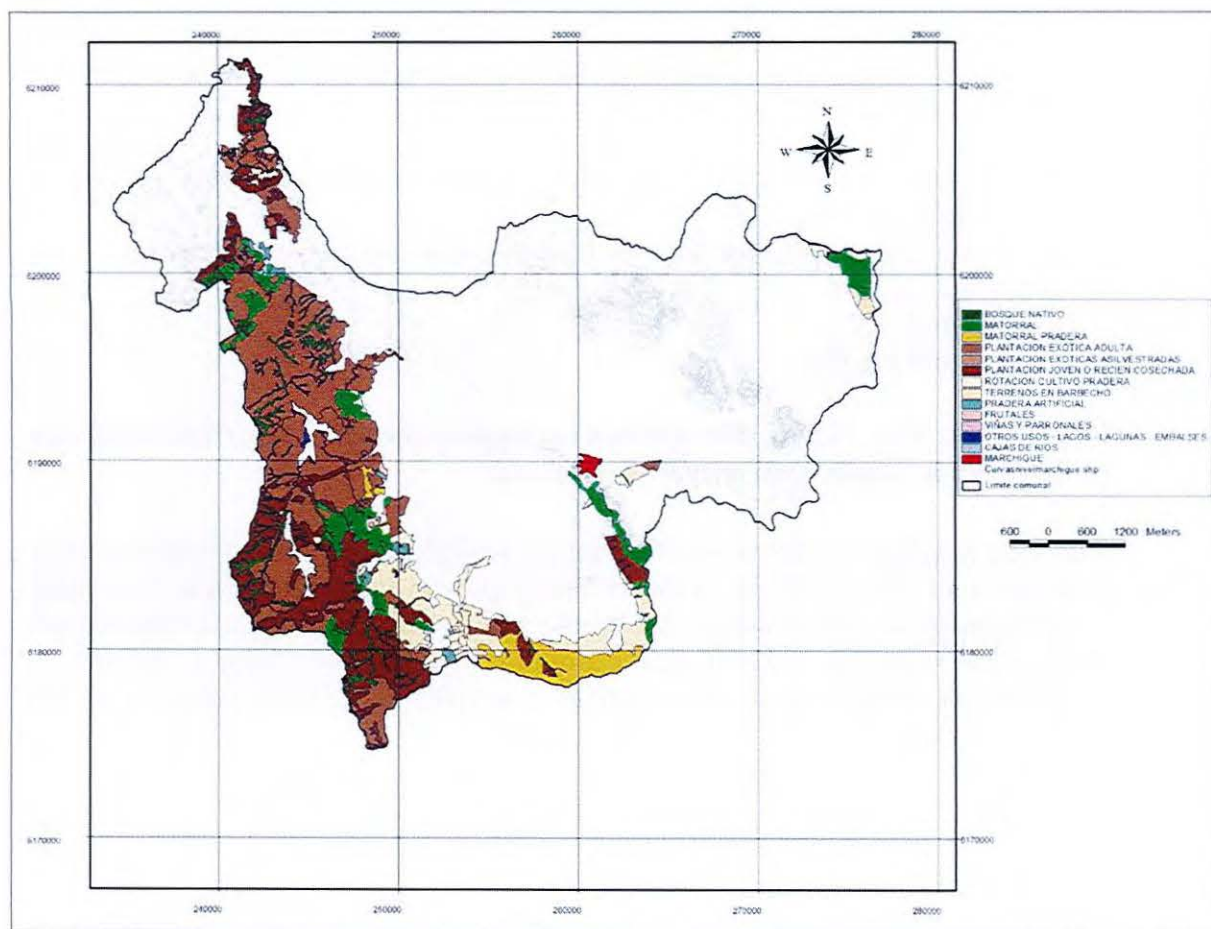 240000 250000 260000 270000 280000
6210000 6210000
N
W E
S
6200000 6200000
BOSQUE NATIVO
MATORRAL
MATORRAL PRADERA
PLANTACION EXOTICA ADULTA
PLANTACION EXOTICAS ASILVESTRADAS
PLANTACION JOVEN O RECIEN COSECHADA
ROTACION CULTIVO PRADERA
TERRENOS EN BARBECHO
PRADERA ARTIFICIAL
FRUTALES
VIÑAS Y PARRONALES
OTROS USOS - LAGOS - LAGUNAS - EMBALSES
CAJAS DE RIOS
MARCHIGUE
Limite comunal
6190000 6190000
600 0 600 1200 Meters
6180000 6180000
6170000 6170000
240000 250000 260000 270000 280000